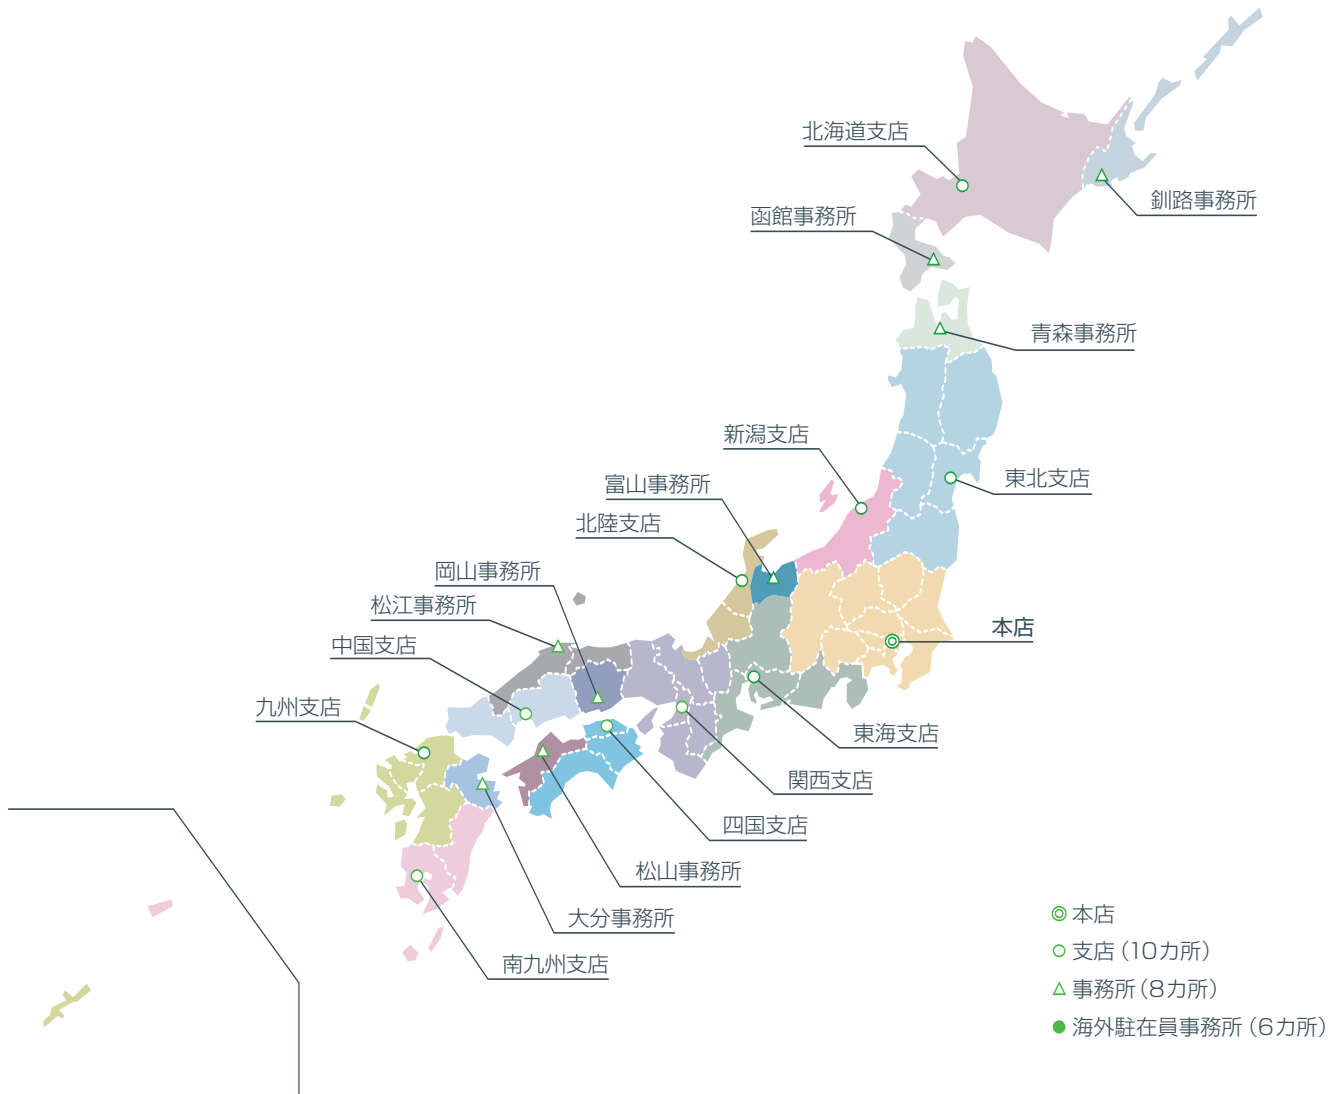 北海道支店
釧路事務所
函館事務所
青森事務所
新潟支店
東北支店
富山事務所
北陸支店
岡山事務所
松江事務所
本店
中国支店
九州支店
東海支店
関西支店
四国支店
松山事務所
大分事務所
南九州支店
本店
支店（10カ所）
事務所（8カ所）
海外駐在員事務所（6カ所）